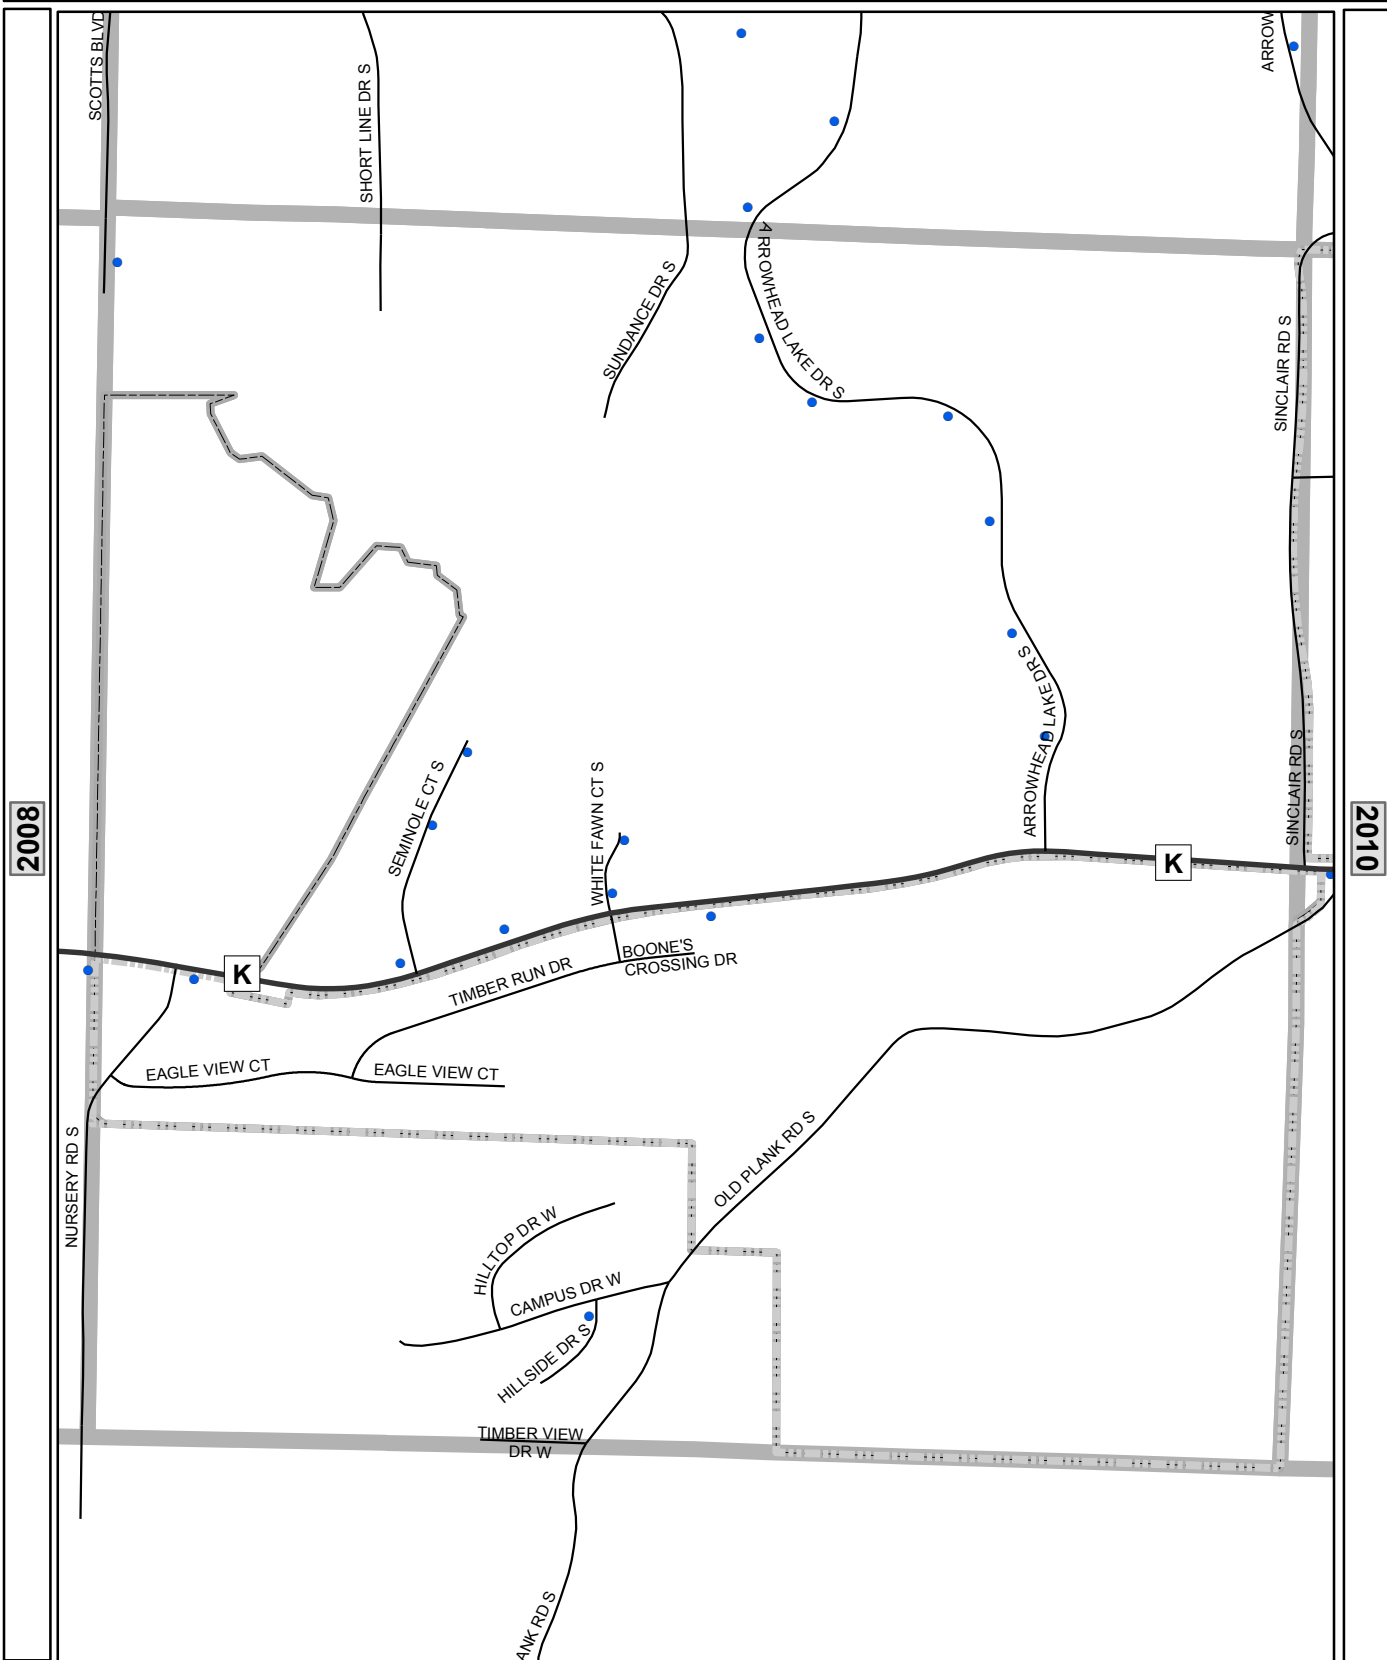 SCOTTS BLVD
SHORT LINE DR S
ARROW
SUNDANCE DR S
ARROWHEAD LAKE DR S
SINCLAIR RD S
ARROWHEAD LAKE DR S
SEMINOLE CT S
WHITE FAWN CT S
SINCLAIR RD S
2008
2010
K
K
BOONE'S
CROSSING DR
TIMBER RUN DR
EAGLE VIEW CT
EAGLE VIEW CT
NURSERY RD S
OLD PLANK RD S
HILLTOP DR W
CAMPUS DR W
HILLSIDE DR S
TIMBER VIEW
DR W
ANK RD S